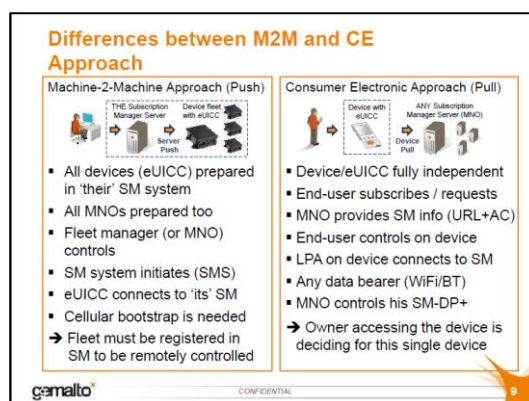 Differences between M2M and CE
Approach
Machine-2-Machine Approach (Push)
THE Subscription
Manager Server
Device fleet
with eUICC
Server
Push
▪ All devices (eUICC) prepared
in 'their' SM system
▪ All MNOs prepared too
▪ Fleet manager (or MNO)
controls
▪ SM system initiates (SMS)
▪ eUICC connects to 'its' SM
▪ Cellular bootstrap is needed
➔ Fleet must be registered in
SM to be remotely controlled
Consumer Electronic Approach (Pull)
Device with
eUICC
ANY Subscription
Manager Server (MNO)
Device
Pull
▪ Device/eUICC fully independent
▪ End-user subscribes / requests
▪ MNO provides SM info (URL+AC)
▪ End-user controls on device
▪ LPA on device connects to SM
▪ Any data bearer (WiFi/BT)
▪ MNO controls his SM-DP+
➔ Owner accessing the device is
deciding for this single device
gemalto
CONFIDENTIAL
9